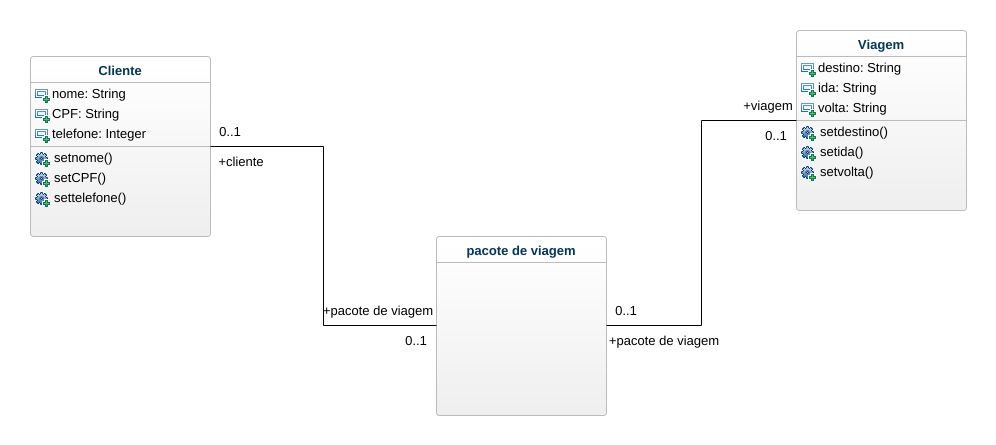 Cliente
nome: String
CPF: String
telefone: Integer
setnome()
setCPF()
settelefone()
0..1
+cliente
+pacote de viagem
0..1
pacote de viagem
0..1
+pacote de viagem
+viagem
0..1
Viagem
destino: String
ida: String
volta: String
setdestino()
setida()
setvolta()